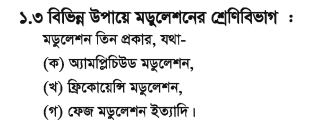 ১.৩ বিভিন্ন উপায়ে মড্যুলেশনের শ্রেণিবিভাগ :
মড্যুলেশন তিন প্রকার, যথা-
(ক) অ্যামপ্লিচিউড মড্যুলেশন,
(খ) ফ্রিকোয়েন্সি মড্যুলেশন,
(গ) ফেজ মড্যুলেশন ইত্যাদি।